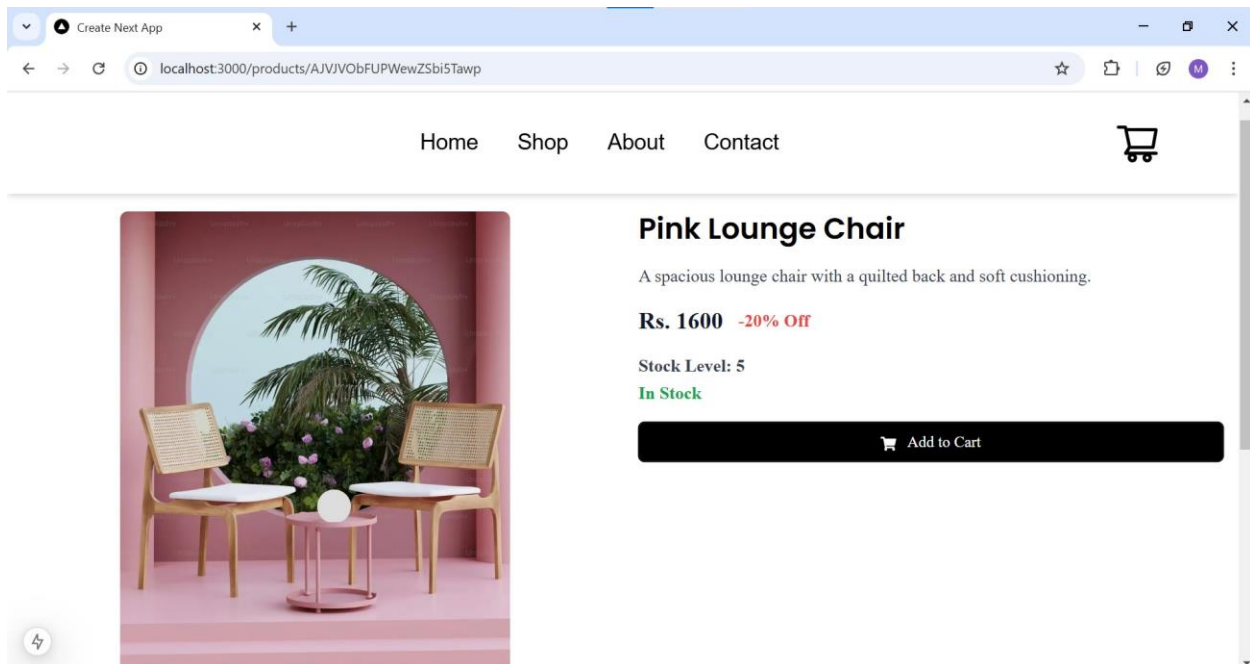 Create Next App
localhost:3000/products/AJVJVObFUPWewZSbi5Tawp
M
Home Shop About Contact
Pink Lounge Chair
A spacious lounge chair with a quilted back and soft cushioning.
Rs. 1600 -20% Off
Stock Level: 5
In Stock
Add to Cart